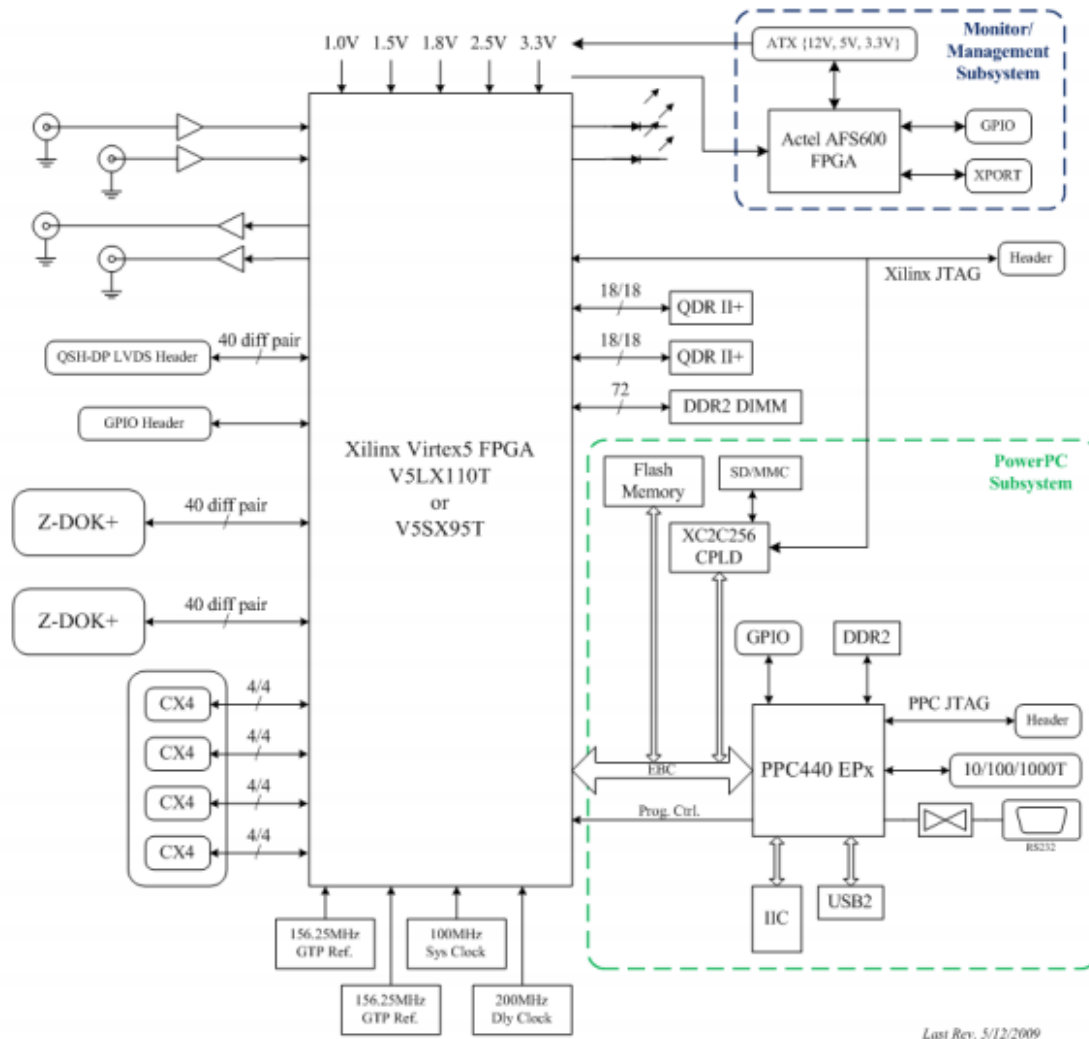 1.0V 1.5V 1.8V 2.5V 3.3V
ATX {12V, 5V, 3.3V}
Monitor/
Management
Subsystem
Actel AFS600
FPGA
GPIO
XPORT
Xilinx JTAG
Header
18/18
QDR II+
18/18
QDR II+
72
DDR2 DIMM
QSH-DP LVDS Header
40 diff pair
GPIO Header
Xilinx Virtex5 FPGA
V5LX110T
or
V5SX95T
Z-DOK+
40 diff pair
Z-DOK+
40 diff pair
CX4
4/4
CX4
4/4
CX4
4/4
CX4
4/4
156.25MHz
GTP Ref.
156.25MHz
GTP Ref.
100MHz
Sys Clock
200MHz
Dly Clock
PowerPC
Subsystem
Flash
Memory
SD/MMC
XC2C256
CPLD
GPIO
DDR2
PPC JTAG
Header
EBC
PPC440 EPx
10/100/1000T
Prog. Ctrl.
RS232
IIC
USB2
Last Rev. 5/12/2009